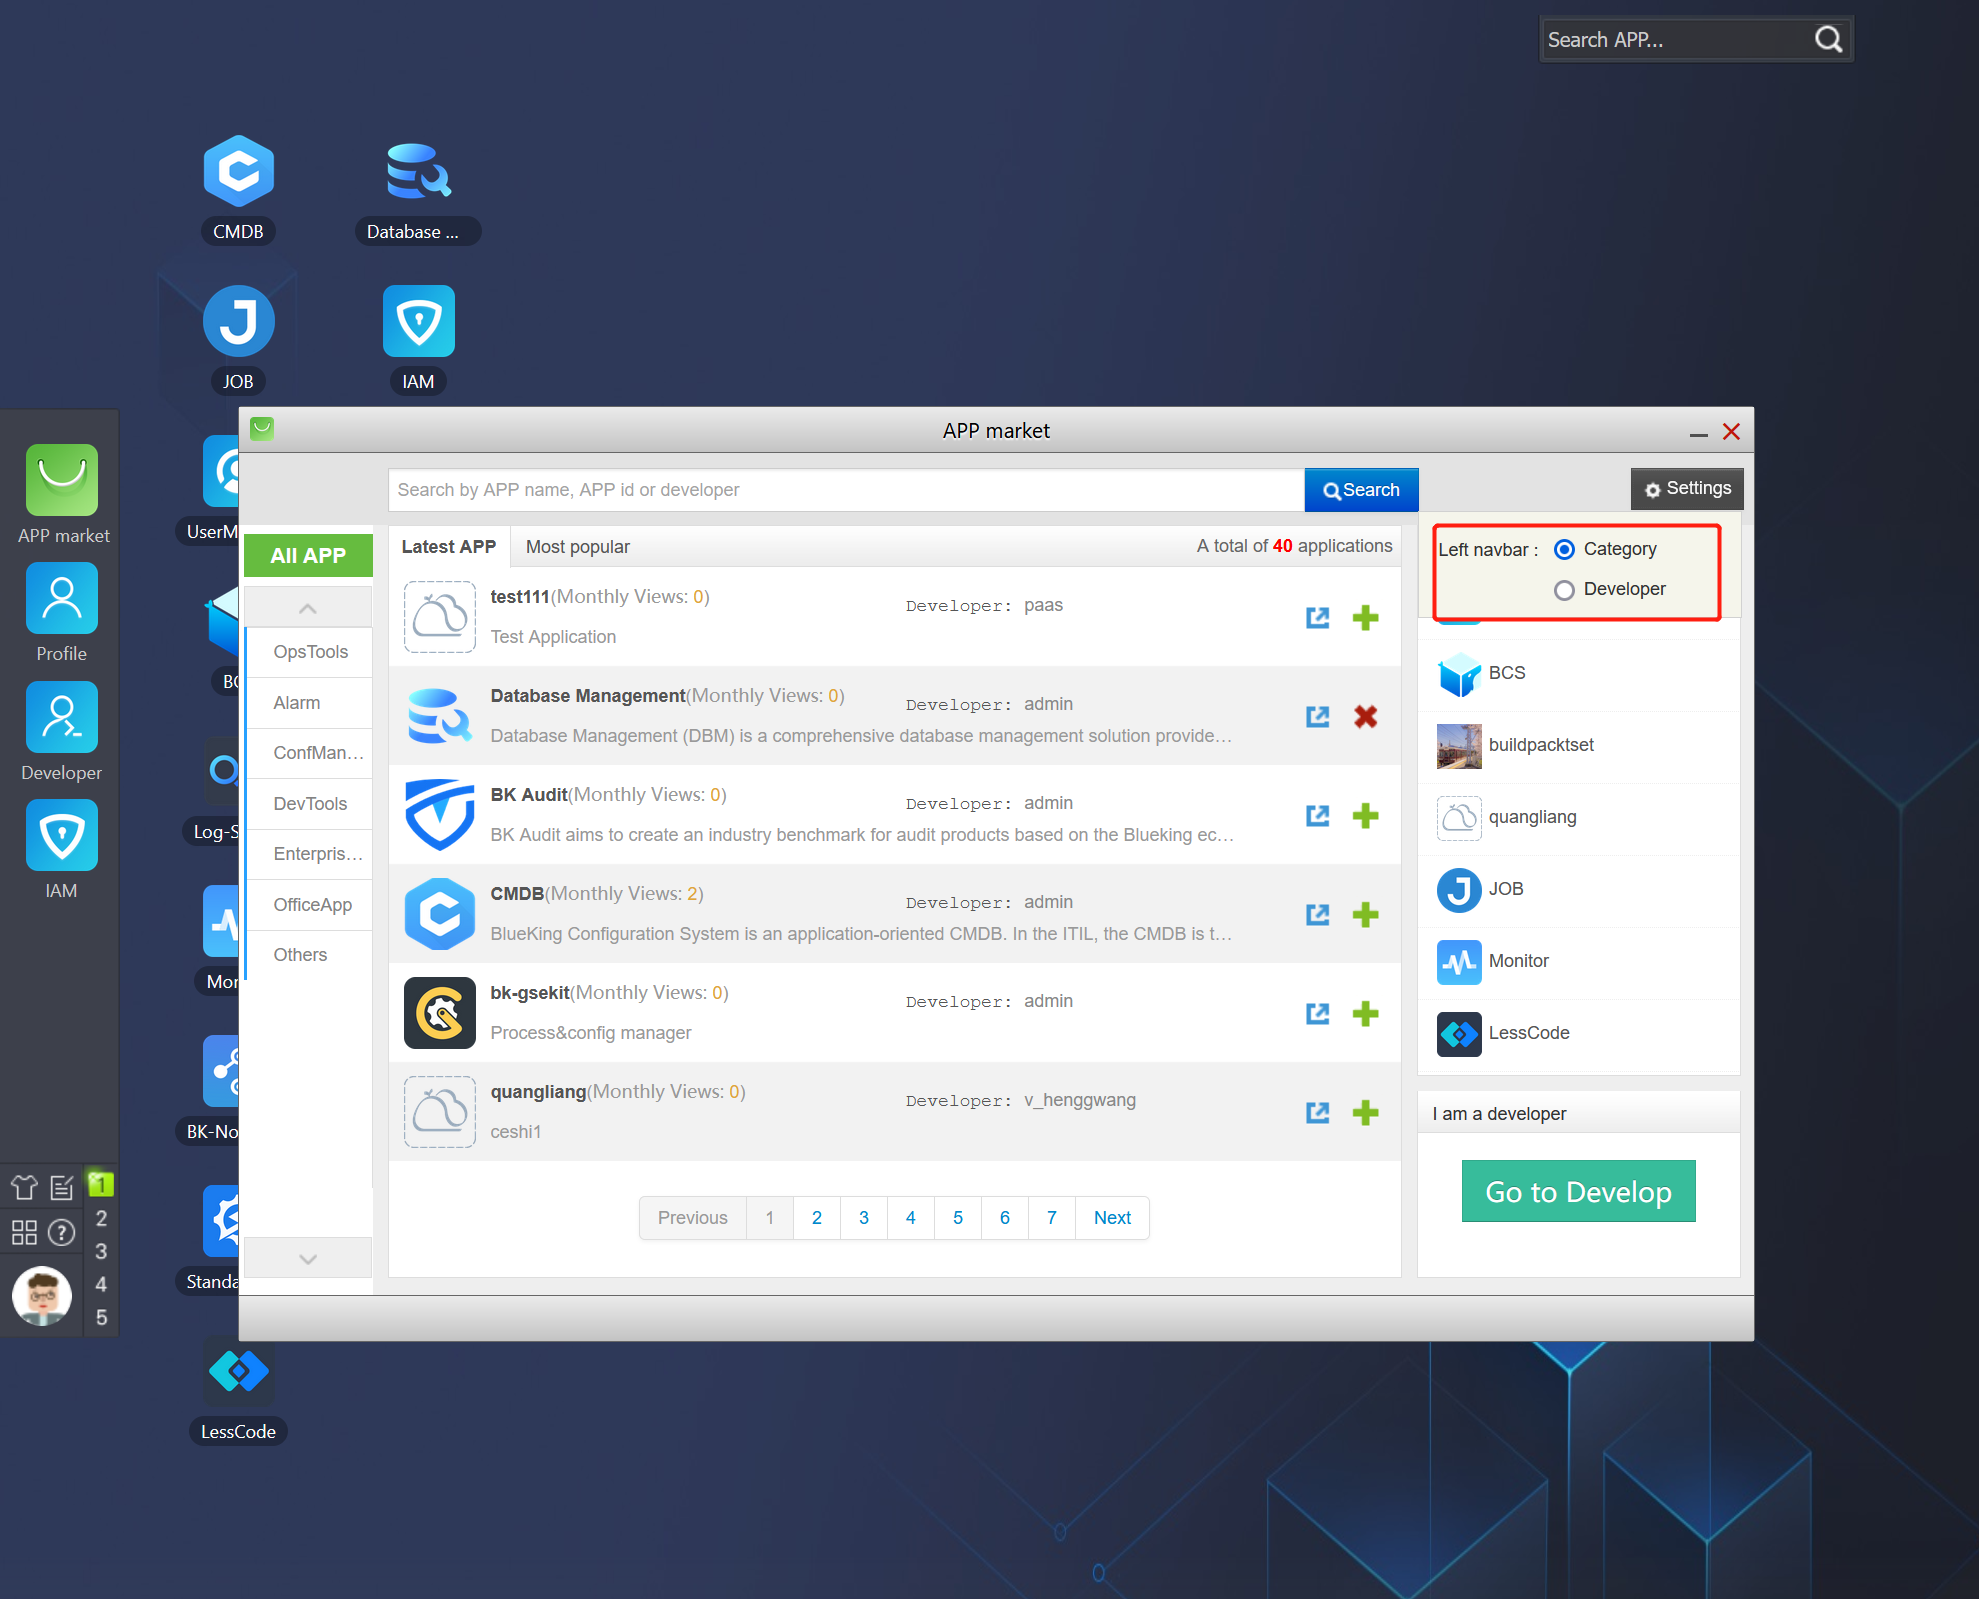 Search APP...
CMDB
Database ...
JOB
IAM
APP market
Profile
Developer
IAM
1
2
3
4
5
UserM
BC
Log-S
Mor
BK-No
Standa
LessCode
APP market
Search by APP name, APP id or developer
Search
Settings
All APP
OpsTools
Alarm
ConfMan...
DevTools
Enterpris...
OfficeApp
Others
Latest APP
Most popular
A total of 40 applications
test111(Monthly Views: 0)
Developer: paas
Test Application
Database Management(Monthly Views: 0)
Developer: admin
Database Management (DBM) is a comprehensive database management solution provide...
BK Audit(Monthly Views: 0)
Developer: admin
BK Audit aims to create an industry benchmark for audit products based on the Blueking ec...
CMDB(Monthly Views: 2)
Developer: admin
BlueKing Configuration System is an application-oriented CMDB. In the ITIL, the CMDB is t...
bk-gsekit(Monthly Views: 0)
Developer: admin
Process&config manager
quangliang(Monthly Views: 0)
Developer: v_henggwang
ceshi1
Previous 1 2 3 4 5 6 7 Next
Left navbar : Category
Developer
BCS
buildpacktset
quangliang
JOB
Monitor
LessCode
I am a developer
Go to Develop